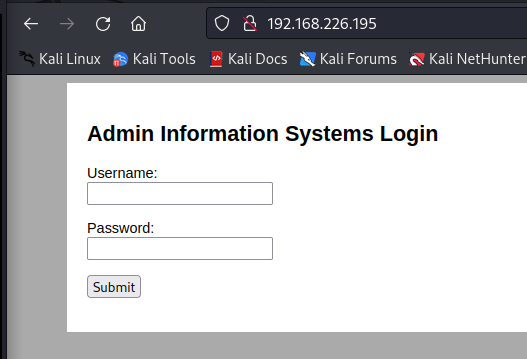 192.168.226.195
Kali Linux Kali Tools Kali Docs Kali Forums Kali NetHunter
Admin Information Systems Login
Username:
Password:
Submit